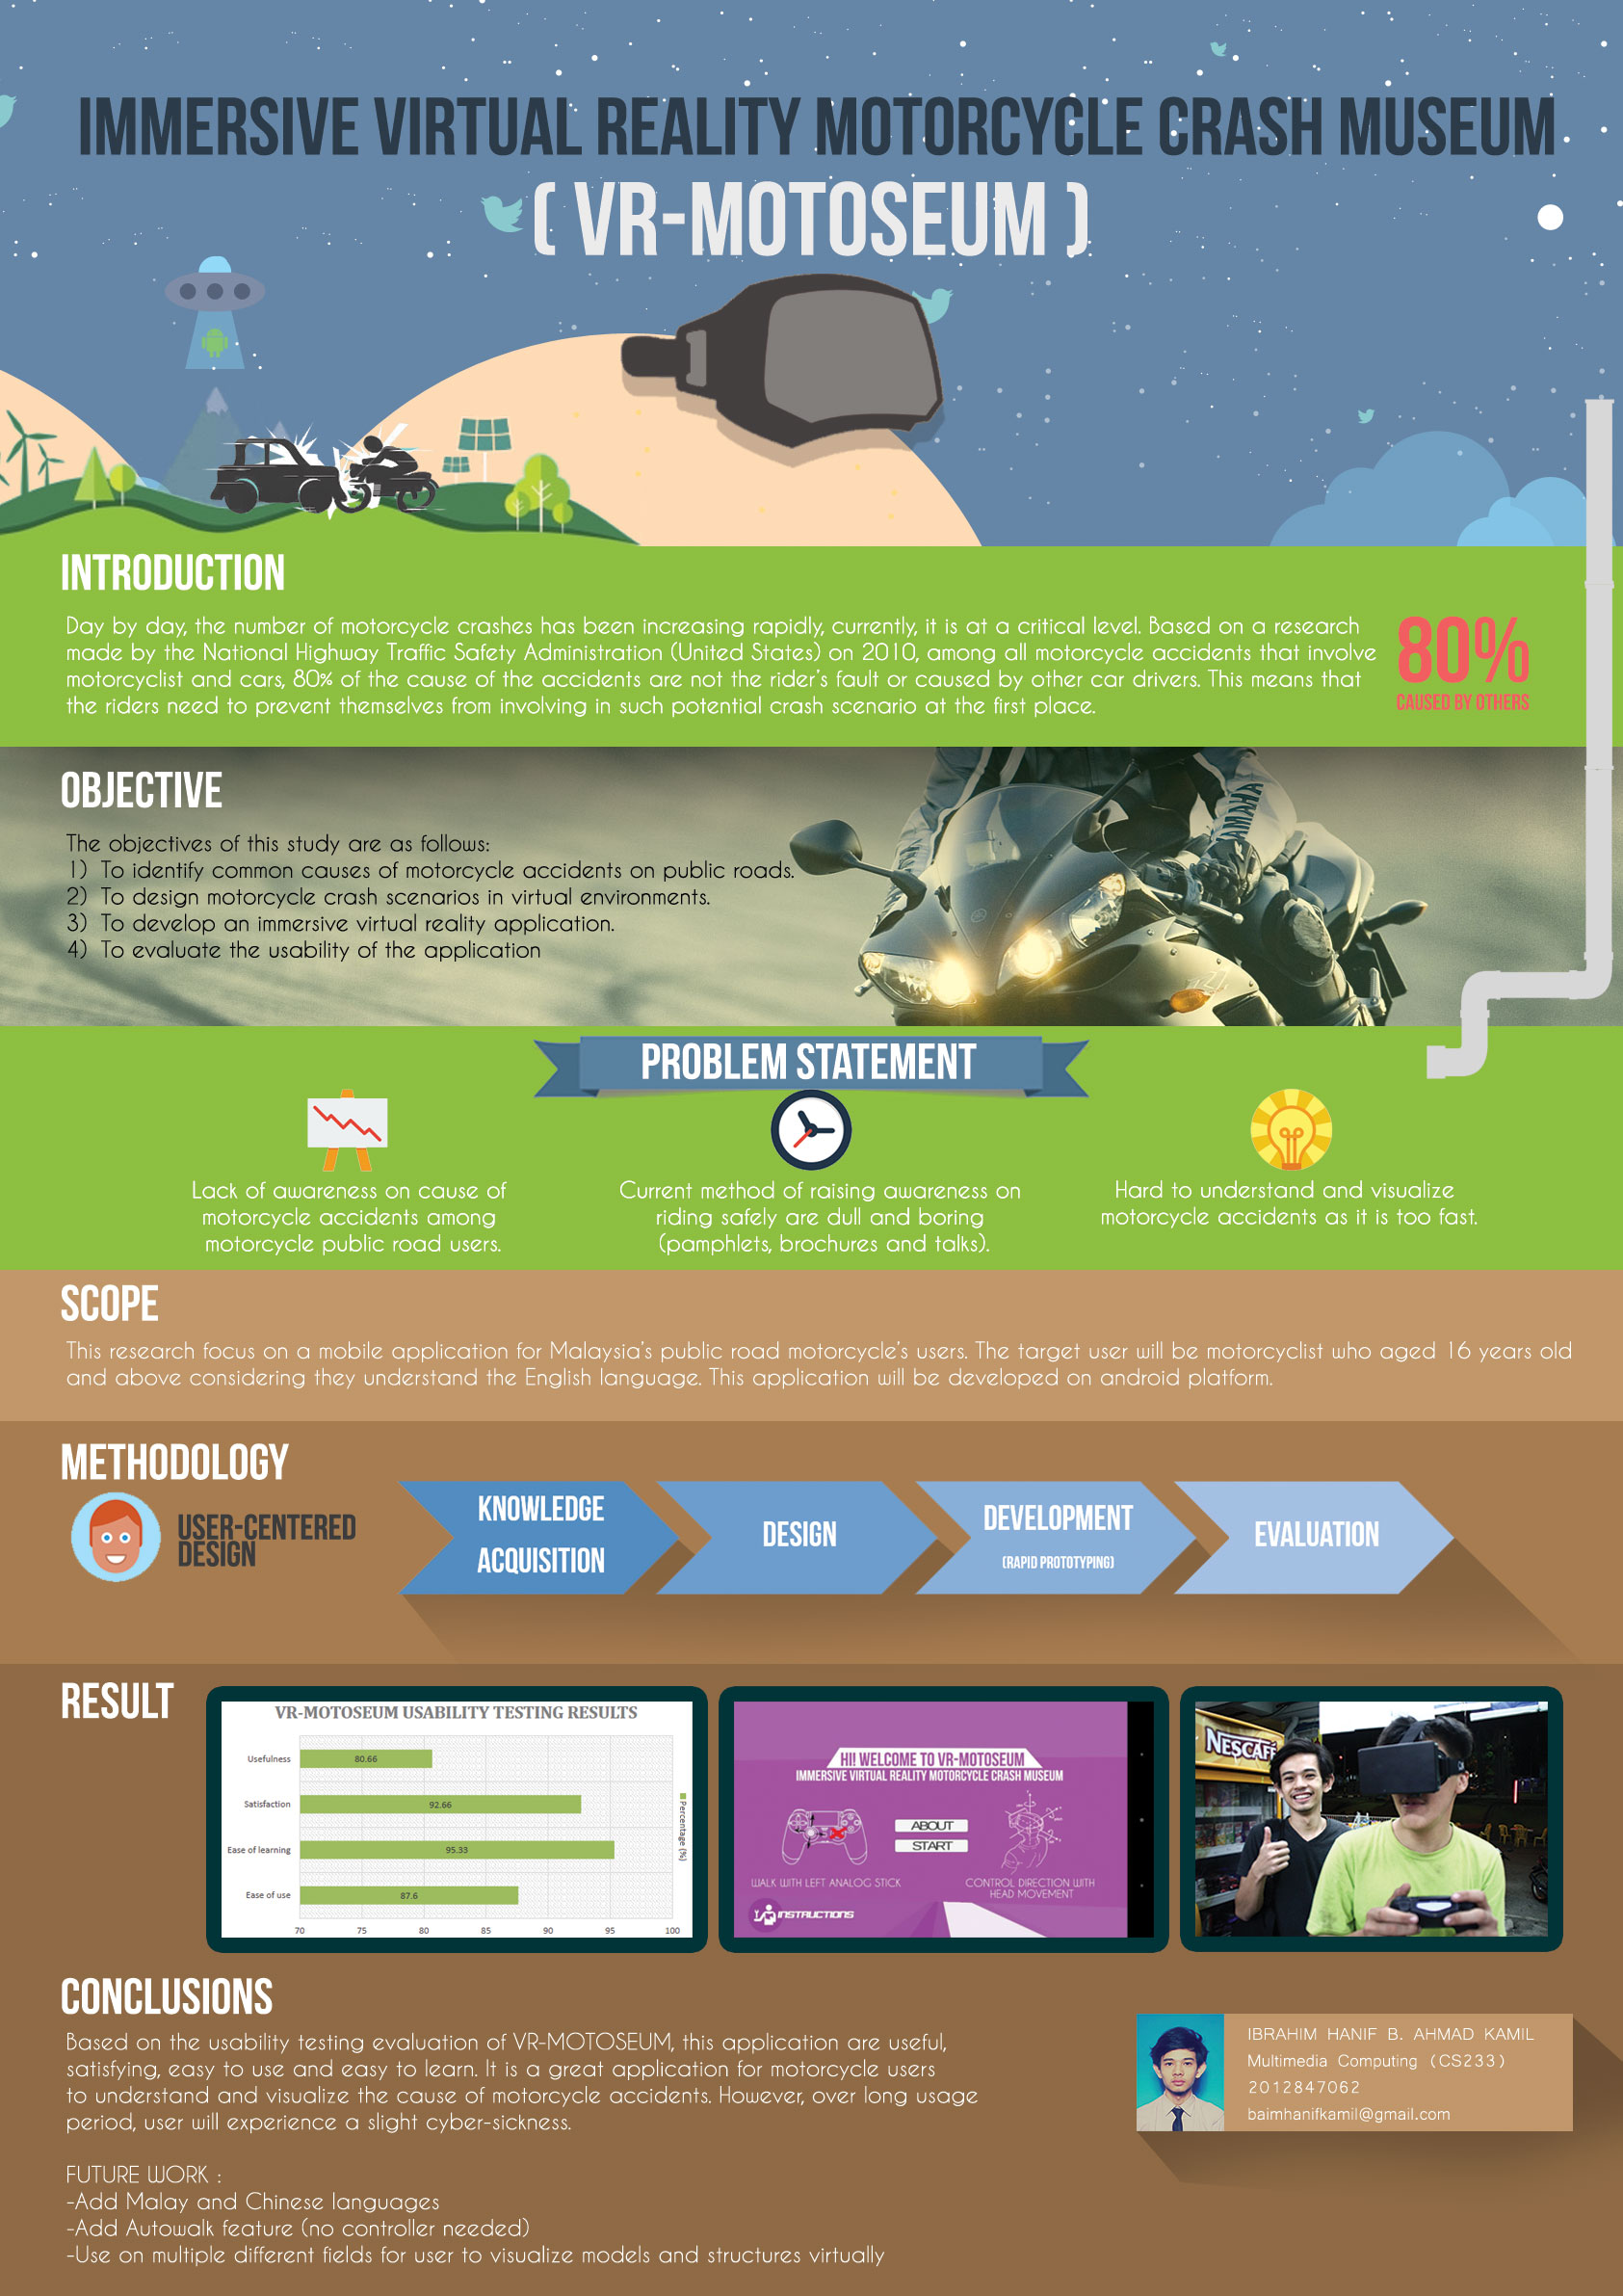 IMMERSIVE VIRTUAL REALITY MOTORCYCLE CRASH MUSEUM
( VR-MOTOSEUM )
INTRODUCTION
Day by day, the number of motorcycle crashes has been increasing rapidly, currently, it is at a critical level. Based on a research
made by the National Highway Traffic Safety Administration (United States) on 2010, among all motorcycle accidents that involve
motorcyclist and cars, 80% of the cause of the accidents are not the rider's fault or caused by other car drivers. This means that
the riders need to prevent themselves from involving in such potential crash scenario at the first place.
80%
CAUSED BY OTHERS
OBJECTIVE
The objectives of this study are as follows:
1) To identify common causes of motorcycle accidents on public roads.
2) To design motorcycle crash scenarios in virtual environments.
3) To develop an immersive virtual reality application.
4) To evaluate the usability of the application
YAMAHA
PROBLEM STATEMENT
Lack of awareness on cause of
motorcycle accidents among
motorcycle public road users.
Current method of raising awareness on
riding safely are dull and boring
(pamphlets, brochures and talks).
Hard to understand and visualize
motorcycle accidents as it is too fast.
SCOPE
This research focus on a mobile application for Malaysia's public road motorcycle's users. The target user will be motorcyclist who aged 16 years old
and above considering they understand the English language. This application will be developed on android platform.
METHODOLOGY
USER-CENTERED
DESIGN
KNOWLEDGE
ACQUISITION
DESIGN
DEVELOPMENT
(RAPID PROTOTYPING)
EVALUATION
RESULT
VR-MOTOSEUM USABILITY TESTING RESULTS
Usefulness 80.66
Satisfaction 92.66
Ease of learning 95.33
Ease of use 87.6
70 75 80 85 90 95 100
Percentage (%)
HI! WELCOME TO VR-MOTOSEUM
IMMERSIVE VIRTUAL REALITY MOTORCYCLE CRASH MUSEUM
ABOUT
START
WALK WITH LEFT ANALOG STICK
CONTROL DIRECTION WITH
HEAD MOVEMENT
INSTRUCTIONS
NESCAFÉ
CONCLUSIONS
Based on the usability testing evaluation of VR-MOTOSEUM, this application are useful,
satisfying, easy to use and easy to learn. It is a great application for motorcycle users
to understand and visualize the cause of motorcycle accidents. However, over long usage
period, user will experience a slight cyber-sickness.
FUTURE WORK :
-Add Malay and Chinese languages
-Add Autowalk feature (no controller needed)
-Use on multiple different fields for user to visualize models and structures virtually
IBRAHIM HANIF B. AHMAD KAMIL
Multimedia Computing (CS233)
2012847062
baimhanifkamil@gmail.com